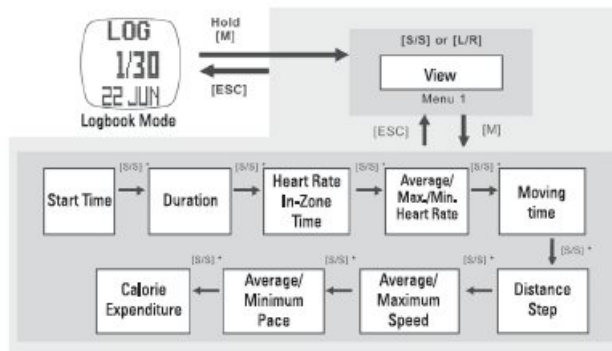 LOG
1/30
22 JUN
Logbook Mode
Hold
[M]
[ESC]
[S/S] or [L/R]
View
Menu 1
[ESC]
[M]
Start Time
[S/S] *
Duration
[S/S] *
Heart Rate
In-Zone
Time
[S/S] *
Average/
Max./Min.
Heart Rate
[S/S] *
Moving
time
[S/S] *
Calorie
Expenditure
[S/S] *
Average/
Minimum
Pace
[S/S] *
Average/
Maximum
Speed
[S/S] *
Distance
Step